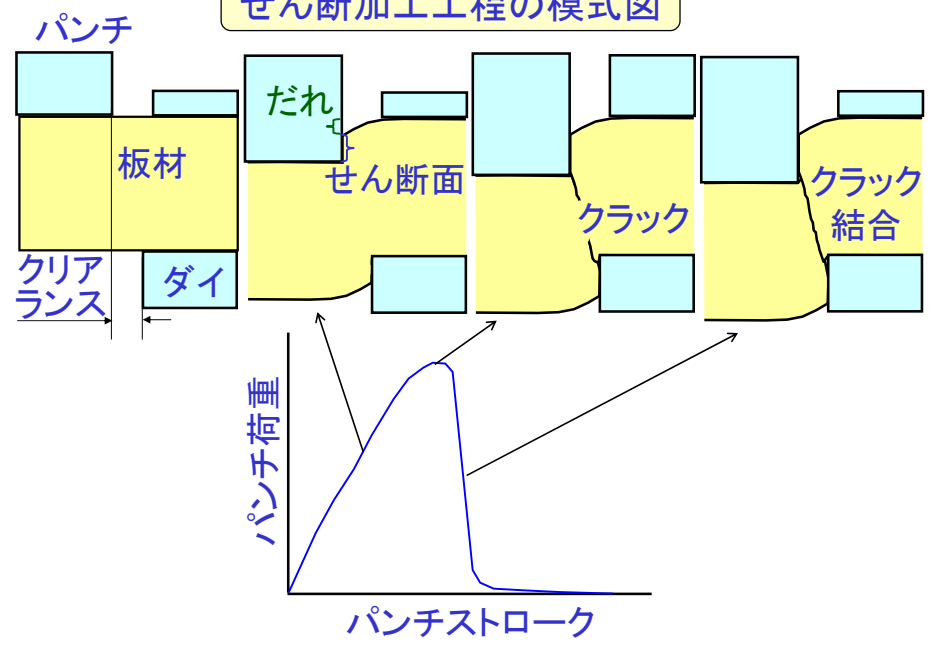 せん断加工工程の模式図
パンチ
だれ
板材
せん断面
クラック
クラック
結合
クリア
ランス
ダイ
パンチ荷重
パンチストローク